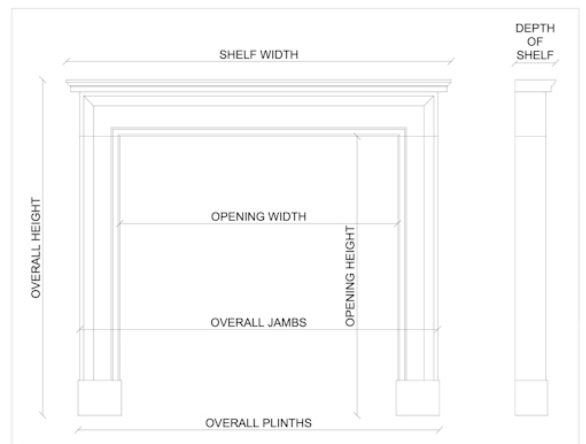 DEPTH
OF
SHELF
SHELF WIDTH
OVERALL HEIGHT
OPENING WIDTH
OPENING HEIGHT
OVERALL JAMBS
OVERALL PLINTHS